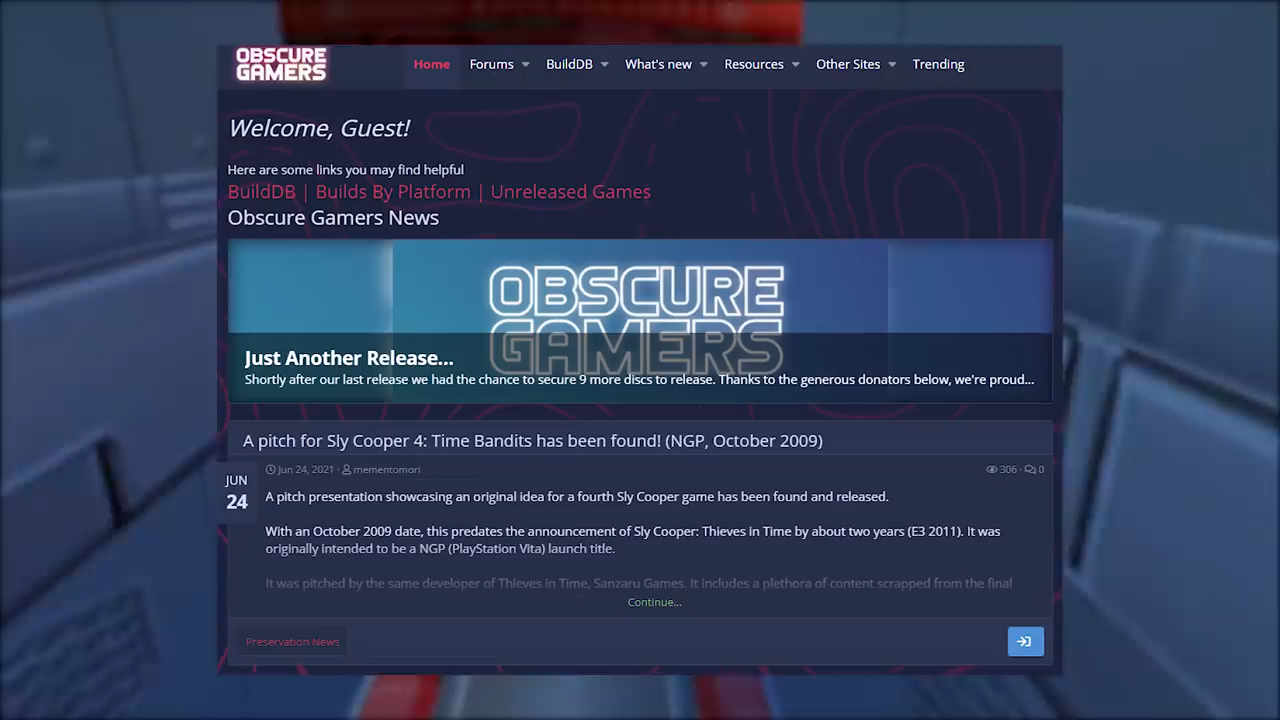 OBSCURE
GAMERS
Home Forums BuildDB What's new Resources Other Sites Trending
Welcome, Guest!
Here are some links you may find helpful
BuildDB | Builds By Platform | Unreleased Games
Obscure Gamers News
OBSCURE
GAMERS
Just Another Release...
Shortly after our last release we had the chance to secure 9 more discs to release. Thanks to the generous donators below, we're proud...
A pitch for Sly Cooper 4: Time Bandits has been found! (NGP, October 2009)
JUN
24
Jun 24, 2021 · mementomori 306 · 0
A pitch presentation showcasing an original idea for a fourth Sly Cooper game has been found and released.
With an October 2009 date, this predates the announcement of Sly Cooper: Thieves in Time by about two years (E3 2011). It was
originally intended to be a NGP (PlayStation Vita) launch title.
It was pitched by the same developer of Thieves in Time, Sanzaru Games. It includes a plethora of content scrapped from the final
Continue...
Preservation News